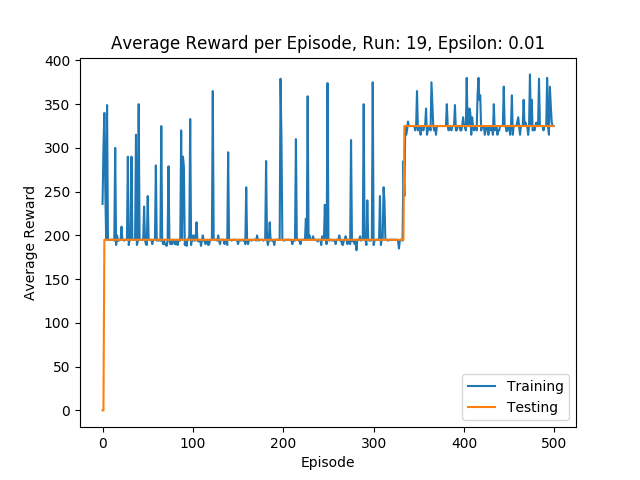 Average Reward per Episode, Run: 19, Epsilon: 0.01
Average Reward
400
350
300
250
200
150
100
50
0
0 100 200 300 400 500
Episode
Training
Testing